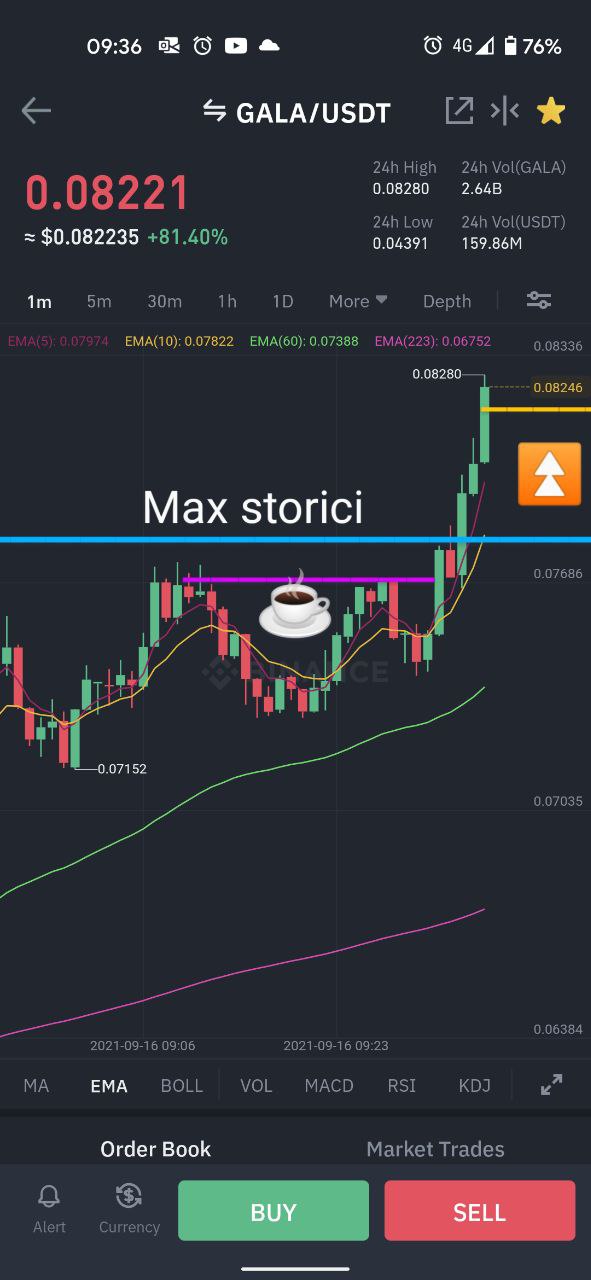 09:36
4G 76%
GALA/USDT
0.08221
≈ $0.082235 +81.40%
24h High 24h Vol(GALA)
0.08280 2.64B
24h Low 24h Vol(USDT)
0.04391 159.86M
1m 5m 30m 1h 1D More Depth
EMA(5): 0.07974 EMA(10): 0.07822 EMA(60): 0.07388 EMA(223): 0.06752
0.08336
0.08280
0.08246
Max storici
0.07686
BINANCE
0.07152
0.07035
0.06384
2021-09-16 09:06 2021-09-16 09:23
MA EMA BOLL VOL MACD RSI KDJ
Order Book Market Trades
Alert Currency BUY SELL